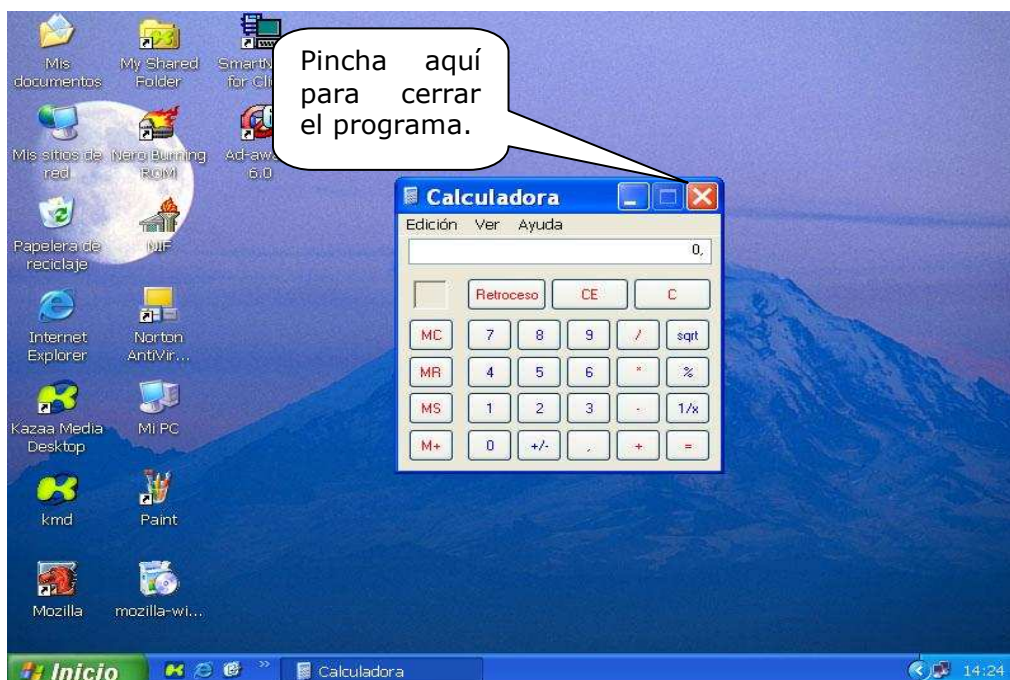 Mis documentos
My Shared Folder
for
Pincha aquí
para cerrar
el programa.
Mis sitios de red
Nero Burning ROM
6.0
Papelera de reciclaje
NIF
Internet Explorer
Norton AntiVir...
Kazaa Media Desktop
Mi PC
kmd
Paint
Mozilla
mozilla-wi...
Calculadora
Edición Ver Ayuda
0,
Retroceso CE C
MC 7 8 9 / sqrt
MR 4 5 6 * %
MS 1 2 3 - 1/x
M+ 0 +/- , + =
Inicio » Calculadora 14:24